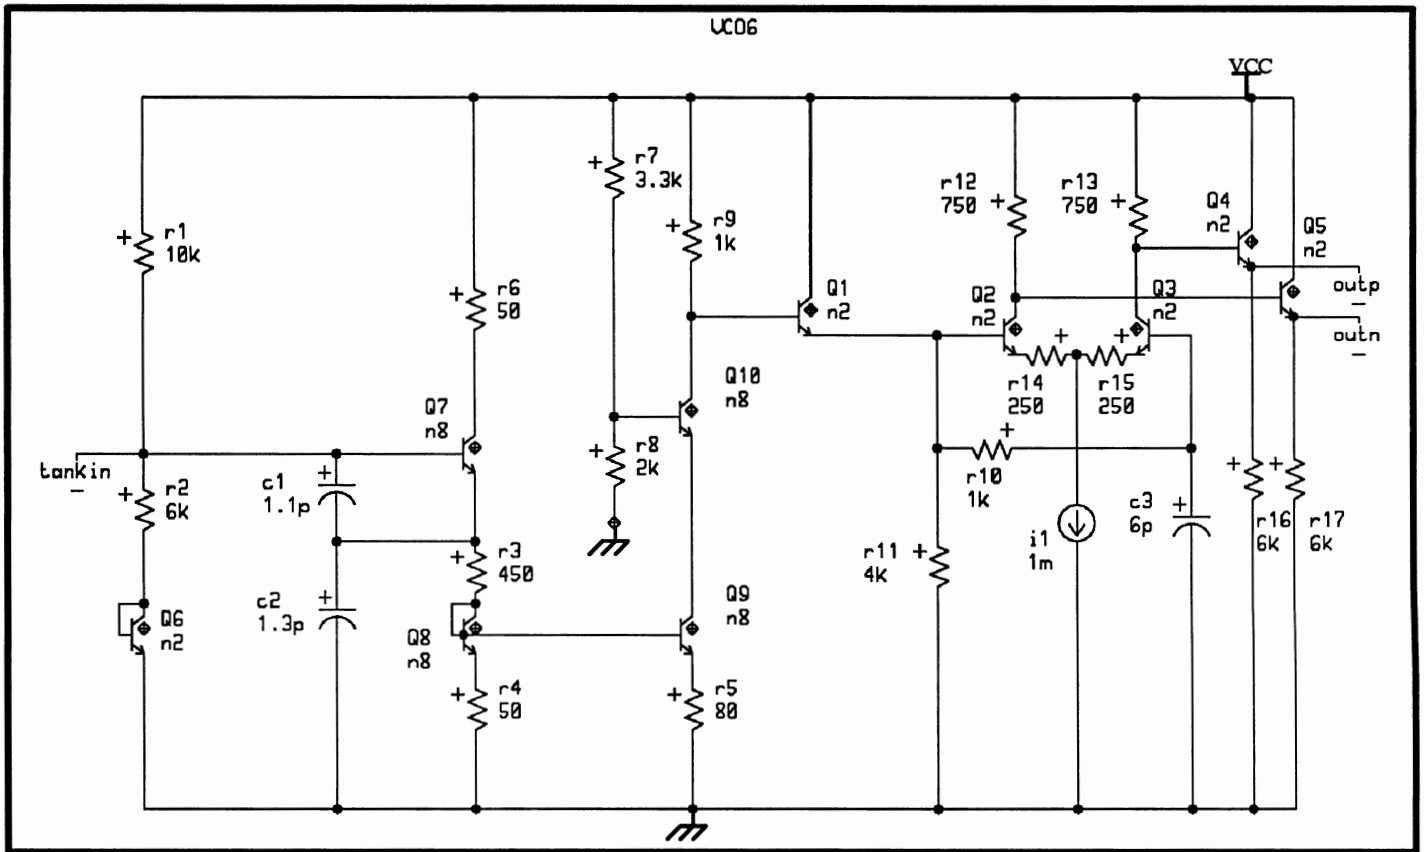 VCO6
VCC
r1
10k
r6
50
r7
3.3k
r9
1k
r12
750
r13
750
Q4
n2
Q5
n2
Q1
n2
Q2
n2
Q3
n2
outp
outn
r14
250
r15
250
Q10
n8
Q7
n8
tankin
r2
6k
c1
1.1p
r8
2k
r10
1k
c3
6p
r16
6k
r17
6k
i1
1m
r11
4k
r3
450
c2
1.3p
Q6
n2
Q8
n8
Q9
n8
r4
50
r5
80